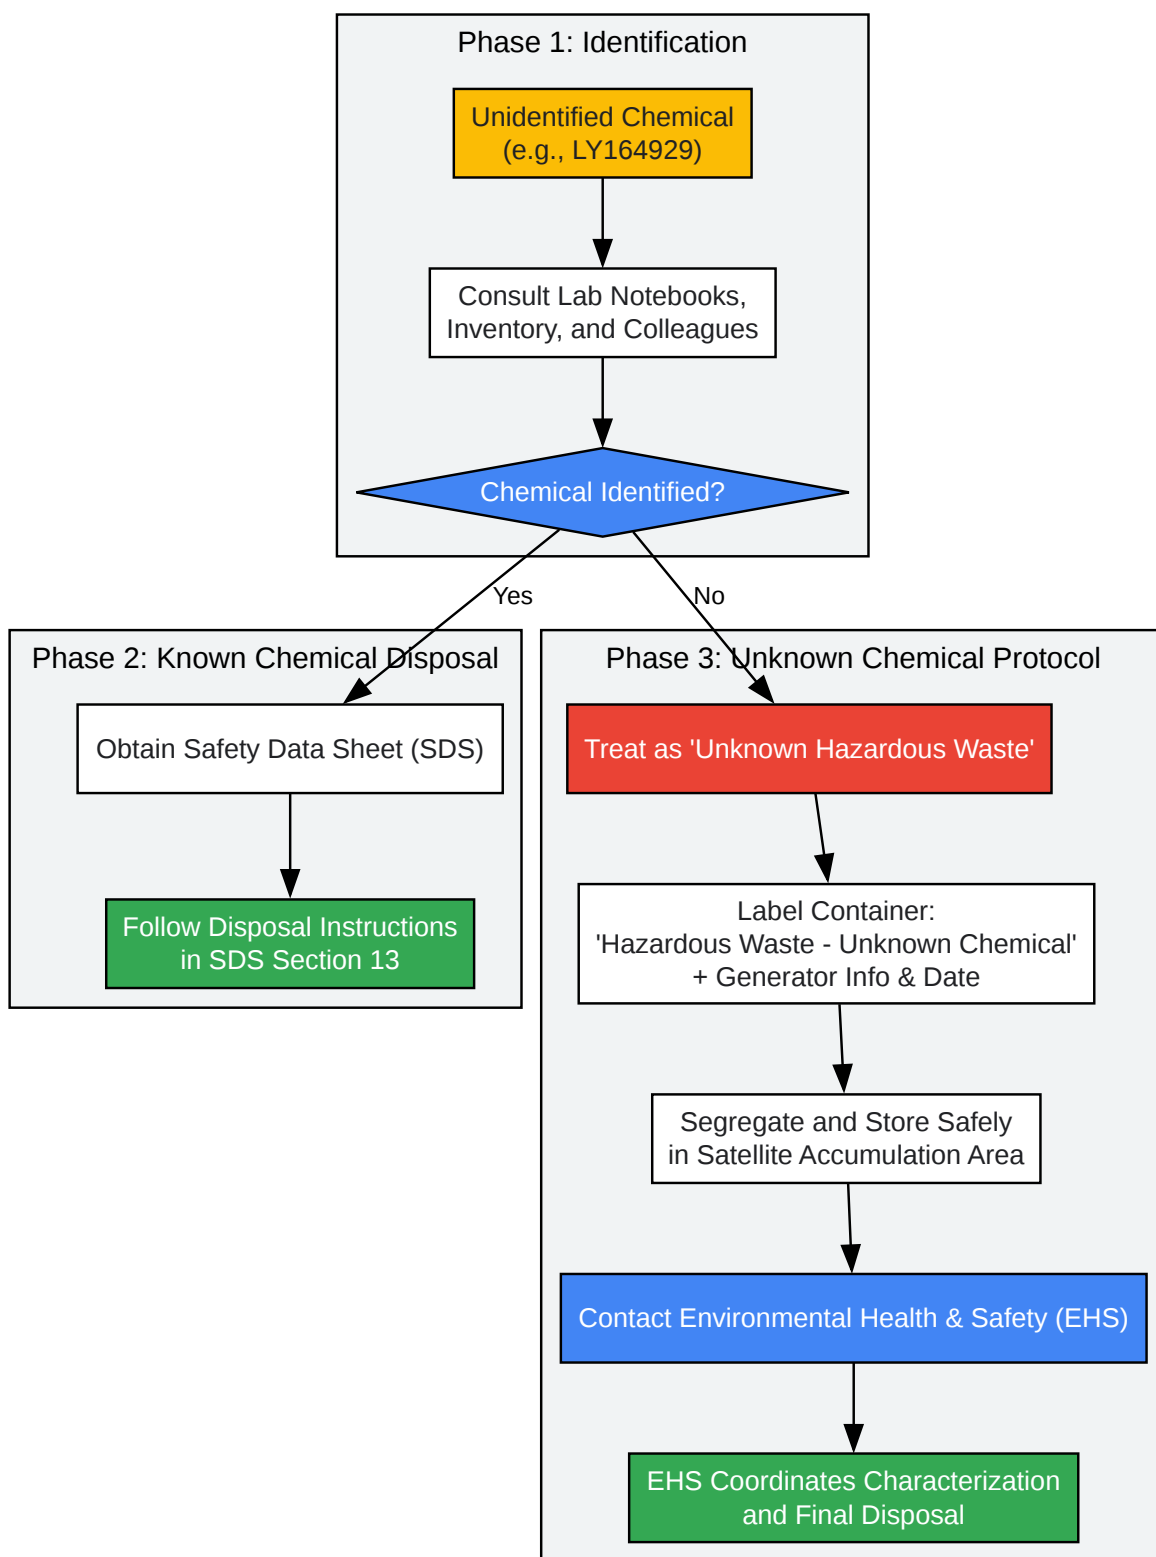 Phase 1: Identification
Unidentified Chemical
(e.g., LY164929)
Consult Lab Notebooks,
Inventory, and Colleagues
Chemical Identified?
Yes
No
Phase 2: Known Chemical Disposal
Obtain Safety Data Sheet (SDS)
Follow Disposal Instructions
in SDS Section 13
Phase 3: Unknown Chemical Protocol
Treat as 'Unknown Hazardous Waste'
Label Container:
'Hazardous Waste - Unknown Chemical'
+ Generator Info & Date
Segregate and Store Safely
in Satellite Accumulation Area
Contact Environmental Health & Safety (EHS)
EHS Coordinates Characterization
and Final Disposal